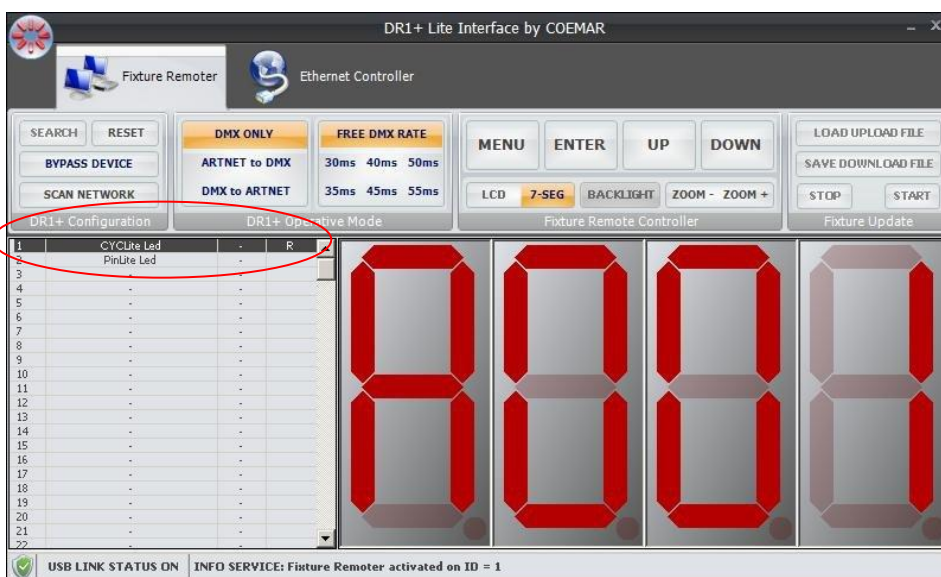 DR1+ Lite Interface by COEMAR
Fixture Remoter
Ethernet Controller
SEARCH RESET
BYPASS DEVICE
SCAN NETWORK
DR1+ Configuration
DMX ONLY FREE DMX RATE
ARTNET to DMX 30ms 40ms 50ms
DMX to ARTNET 35ms 45ms 55ms
DR1+ Operative Mode
MENU ENTER UP DOWN
LCD 7-SEG BACKLIGHT ZOOM - ZOOM +
Fixture Remote Controller
LOAD UPLOAD FILE
SAVE DOWNLOAD FILE
STOP START
Fixture Update
1 CYCLite Led - R
2 PinLite Led -
3 - -
4 - -
5 - -
6 - -
7 - -
8 - -
9 - -
10 - -
11 - -
12 - -
13 - -
14 - -
15 - -
16 - -
17 - -
18 - -
19 - -
20 - -
21 - -
22 - -
A001
USB LINK STATUS ON INFO SERVICE: Fixture Remoter activated on ID = 1